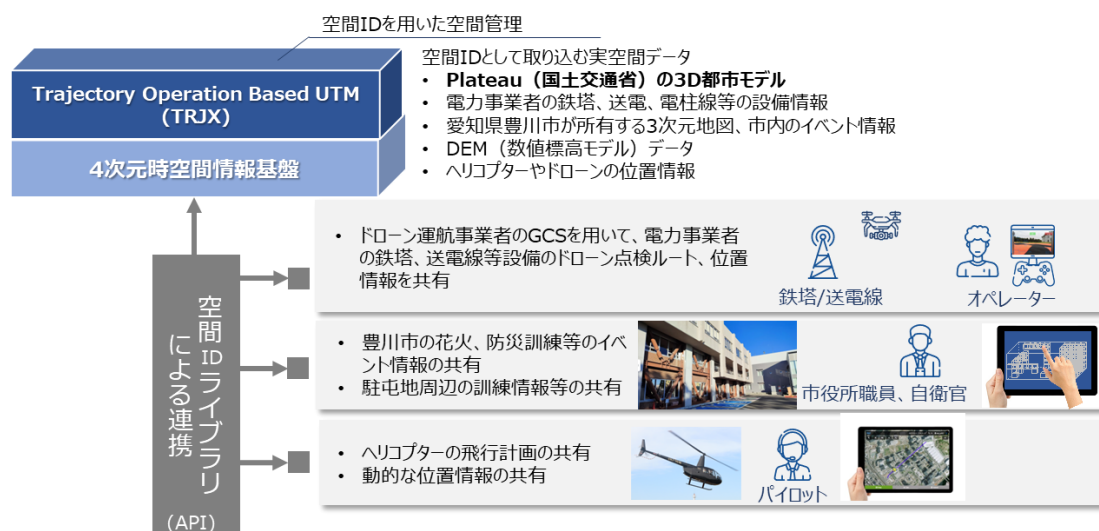 空間IDを用いた空間管理
Trajectory Operation Based UTM
(TRJX)
4次元時空間情報基盤
空間IDとして取り込む実空間データ
• Plateau（国土交通省）の3D都市モデル
• 電力事業者の鉄塔、送電、電柱線等の設備情報
• 愛知県豊川市が所有する3次元地図、市内のイベント情報
• DEM（数値標高モデル）データ
• ヘリコプターやドローンの位置情報
空間IDライブラリ
による連携
(API)
• ドローン運航事業者のGCSを用いて、電力事業者
の鉄塔、送電線等設備のドローン点検ルート、位置
情報を共有
鉄塔/送電線
オペレーター
• 豊川市の花火、防災訓練等のイベ
ント情報の共有
• 駐屯地周辺の訓練情報等の共有
市役所職員、自衛官
• ヘリコプターの飛行計画の共有
• 動的な位置情報の共有
パイロット